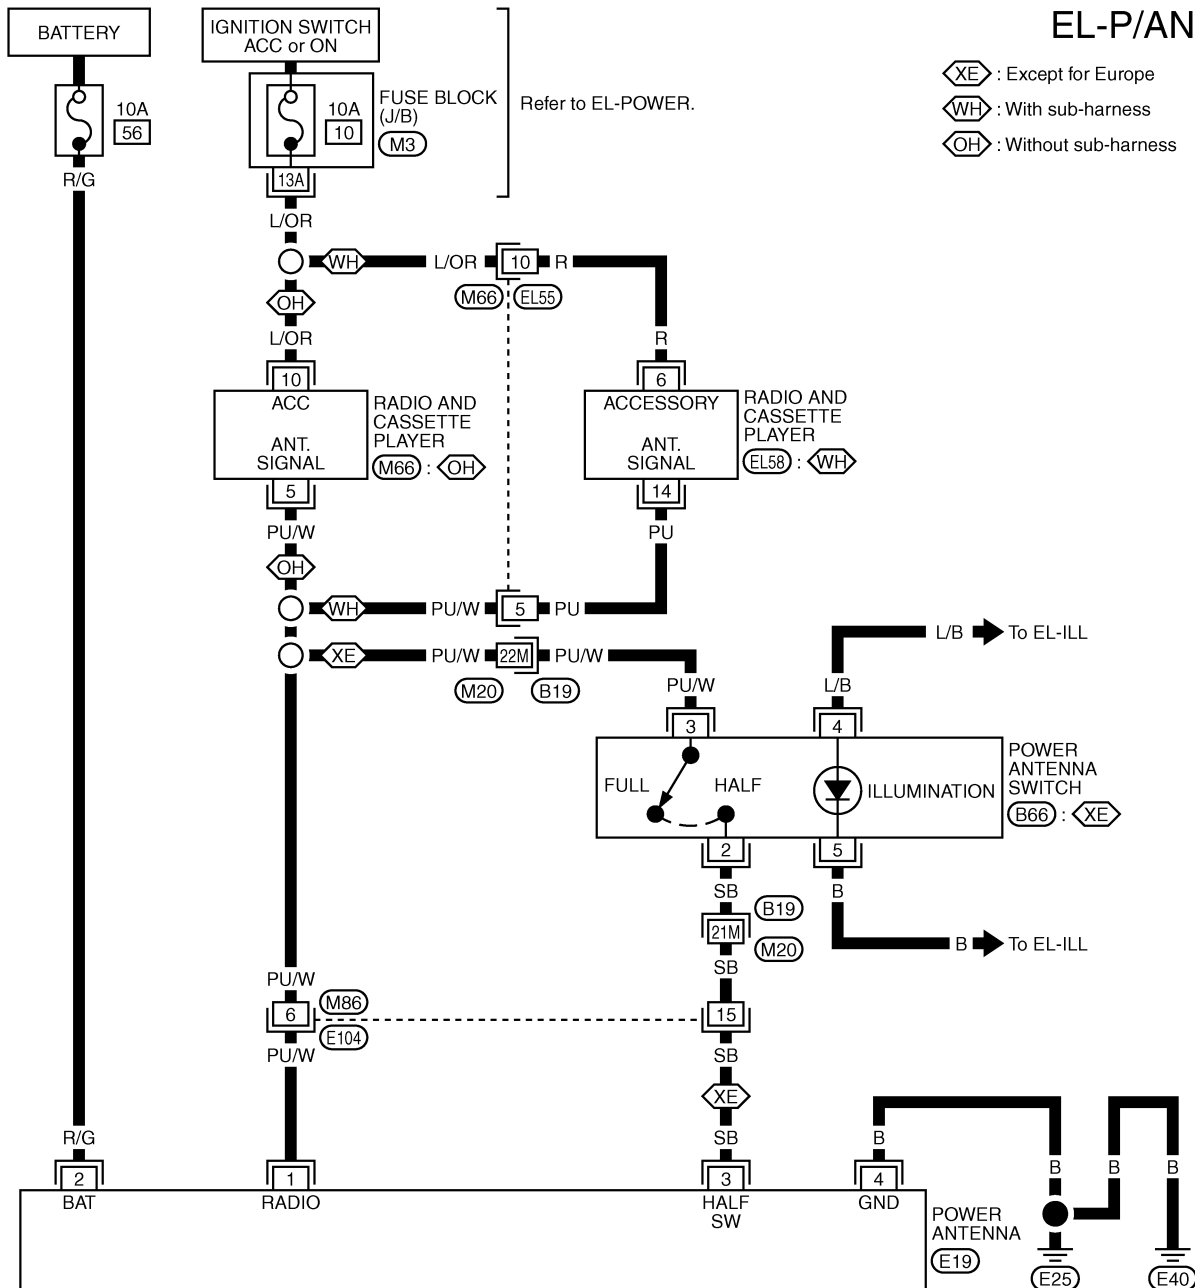 EL-P/AN
BATTERY
IGNITION SWITCH
ACC or ON
XE : Except for Europe
WH : With sub-harness
OH : Without sub-harness
10A
56
10A
10
FUSE BLOCK
(J/B)
M3
Refer to EL-POWER.
R/G
13A
L/OR
WH
L/OR
10
R
M66
EL55
OH
L/OR
R
10
6
ACC
ACCESSORY
RADIO AND
CASSETTE
PLAYER
M66 : OH
RADIO AND
CASSETTE
PLAYER
EL58 : WH
ANT.
SIGNAL
ANT.
SIGNAL
5
14
PU/W
PU
OH
WH
PU/W
5
PU
XE
PU/W
22M
PU/W
M20
B19
L/B
To EL-ILL
PU/W
L/B
3
4
FULL
HALF
ILLUMINATION
POWER
ANTENNA
SWITCH
B66 : XE
2
5
SB
B
B19
21M
M20
B
To EL-ILL
SB
PU/W
6
M86
E104
15
PU/W
SB
XE
R/G
SB
B
B
B
B
2
1
3
4
BAT
RADIO
HALF
SW
GND
POWER
ANTENNA
E19
E25
E40